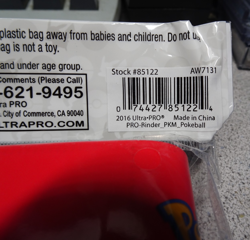 plastic bag away from babies and children. Do not u
ag is not a toy.
and under age group.
Comments (Please Call)
-621-9495
ra PRO
City of Commerce, CA 90040
LTRAPRO.COM
Stock #85122
AW7131
0 74427 85122 4
2016 Ultra•PRO® Made in China
PRO-Binder_PKM_Pokeball